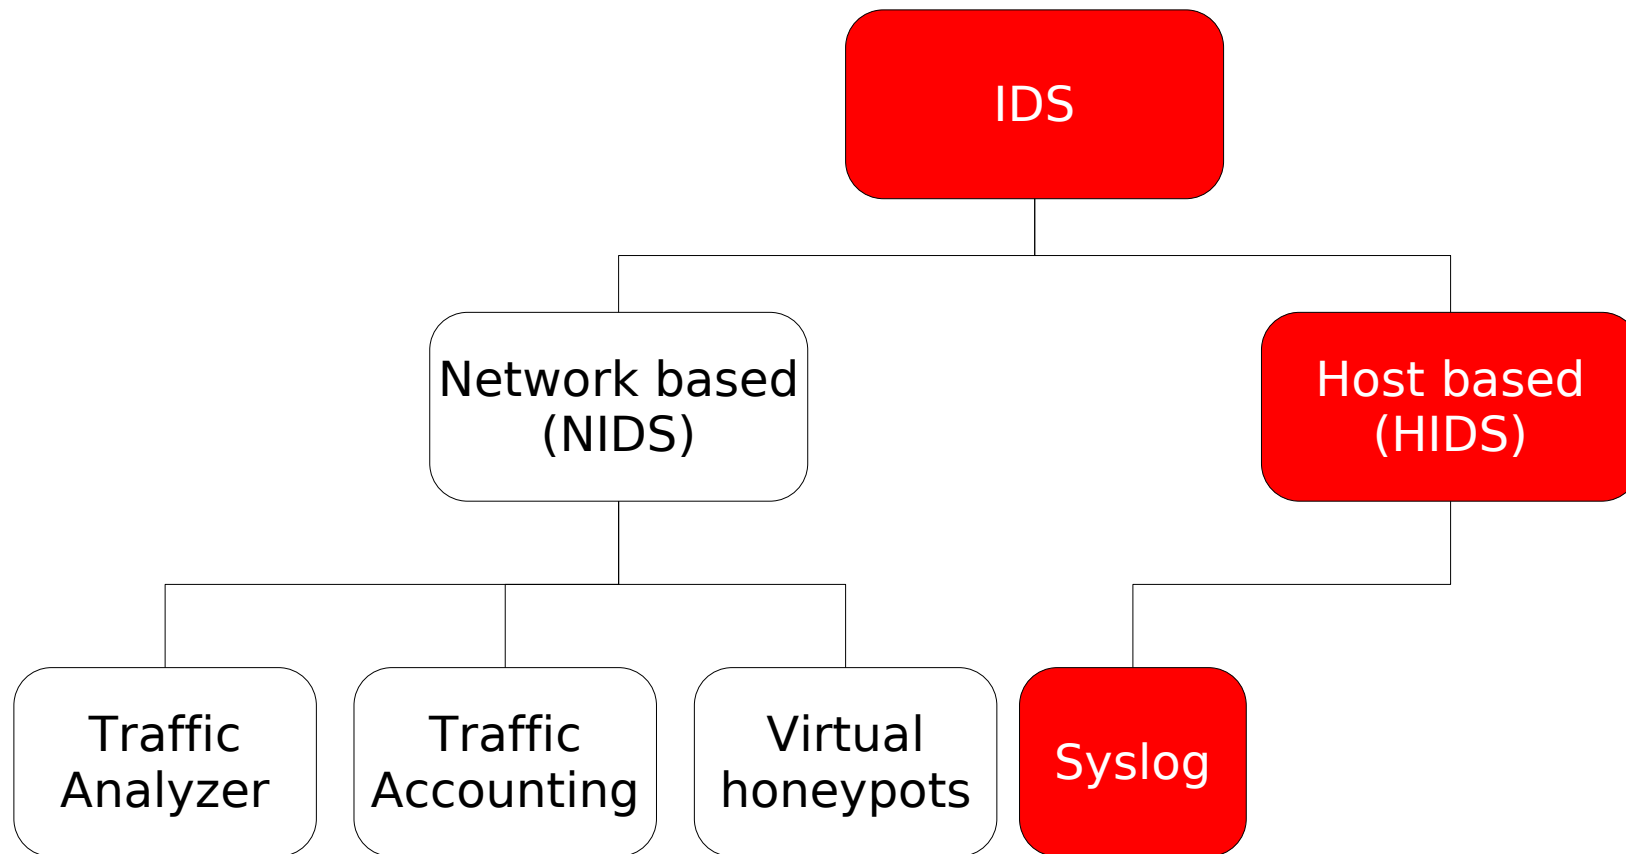 IDS
Network based
(NIDS)
Host based
(HIDS)
Traffic
Analyzer
Traffic
Accounting
Virtual
honeypots
Syslog